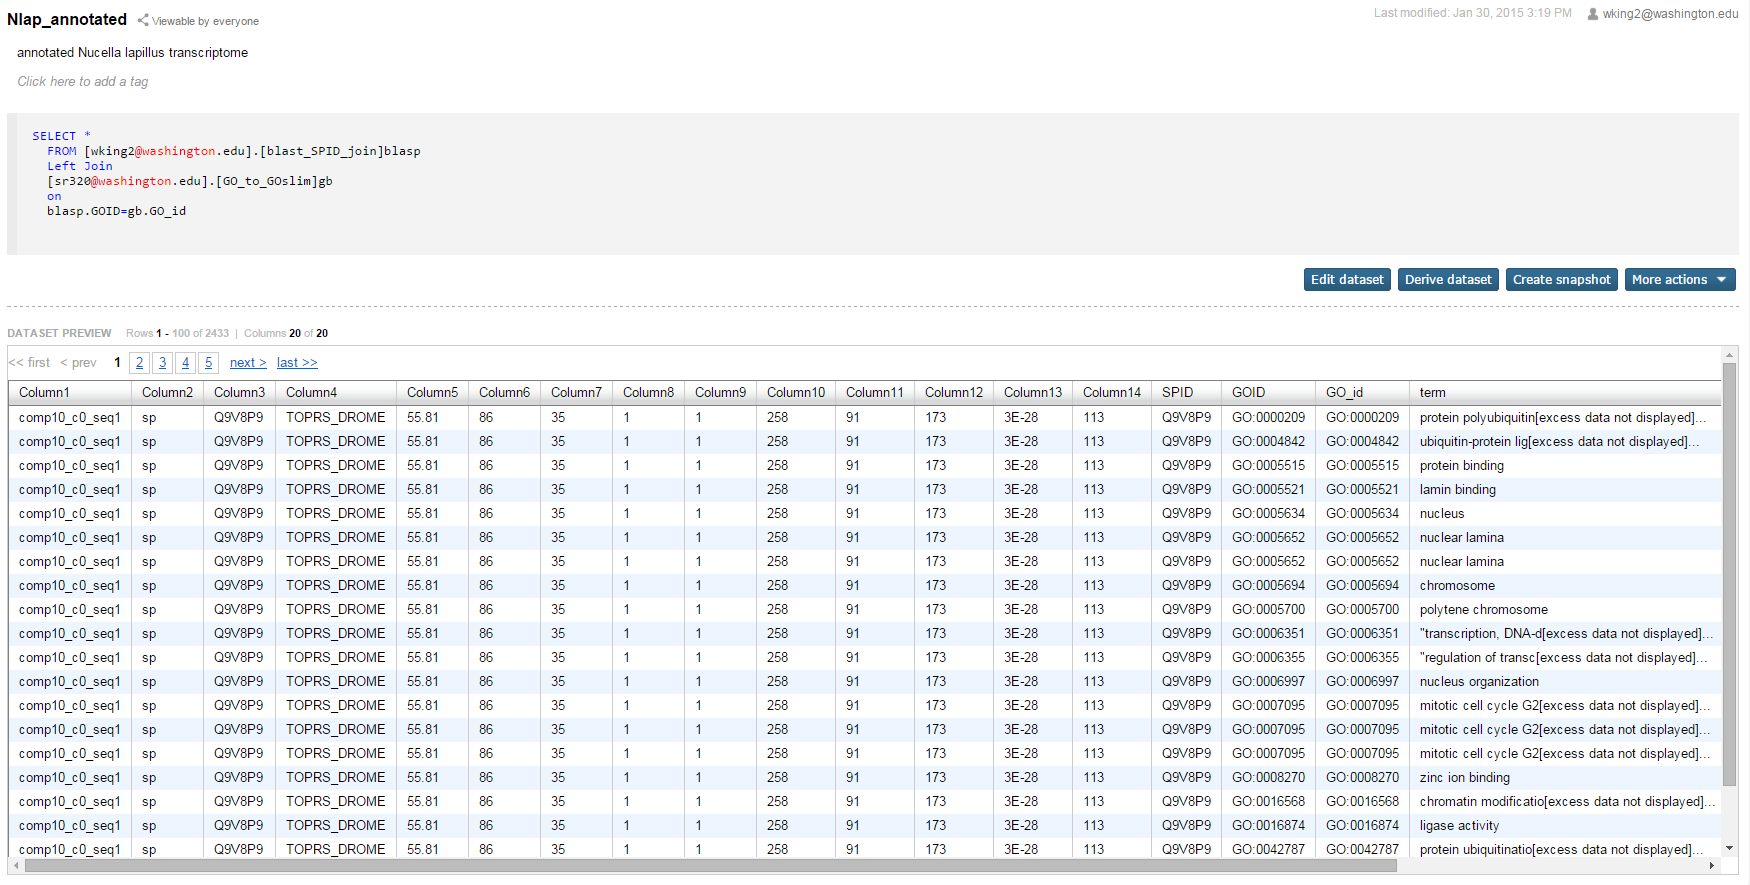 Nlap_annotated Viewable by everyone Last modified: Jan 30, 2015 3:19 PM wking2@washington.edu
annotated Nucella lapillus transcriptome
Click here to add a tag
SELECT *
FROM [wking2@washington.edu].[blast_SPID_join]blasp
Left Join
[sr320@washington.edu].[GO_to_GOslim]gb
on
blasp.GOID=gb.GO_id
Edit dataset Derive dataset Create snapshot More actions
DATASET PREVIEW Rows 1 - 100 of 2433 | Columns 20 of 20
<< first < prev 1 2 3 4 5 next > last >>
Column1 Column2 Column3 Column4 Column5 Column6 Column7 Column8 Column9 Column10 Column11 Column12 Column13 Column14 SPID GOID GO_id term
comp10_c0_seq1 sp Q9V8P9 TOPRS_DROME 55.81 86 35 1 1 258 91 173 3E-28 113 Q9V8P9 GO:0000209 GO:0000209 protein polyubiquitin[excess data not displayed]...
comp10_c0_seq1 sp Q9V8P9 TOPRS_DROME 55.81 86 35 1 1 258 91 173 3E-28 113 Q9V8P9 GO:0004842 GO:0004842 ubiquitin-protein lig[excess data not displayed]...
comp10_c0_seq1 sp Q9V8P9 TOPRS_DROME 55.81 86 35 1 1 258 91 173 3E-28 113 Q9V8P9 GO:0005515 GO:0005515 protein binding
comp10_c0_seq1 sp Q9V8P9 TOPRS_DROME 55.81 86 35 1 1 258 91 173 3E-28 113 Q9V8P9 GO:0005521 GO:0005521 lamin binding
comp10_c0_seq1 sp Q9V8P9 TOPRS_DROME 55.81 86 35 1 1 258 91 173 3E-28 113 Q9V8P9 GO:0005634 GO:0005634 nucleus
comp10_c0_seq1 sp Q9V8P9 TOPRS_DROME 55.81 86 35 1 1 258 91 173 3E-28 113 Q9V8P9 GO:0005652 GO:0005652 nuclear lamina
comp10_c0_seq1 sp Q9V8P9 TOPRS_DROME 55.81 86 35 1 1 258 91 173 3E-28 113 Q9V8P9 GO:0005652 GO:0005652 nuclear lamina
comp10_c0_seq1 sp Q9V8P9 TOPRS_DROME 55.81 86 35 1 1 258 91 173 3E-28 113 Q9V8P9 GO:0005694 GO:0005694 chromosome
comp10_c0_seq1 sp Q9V8P9 TOPRS_DROME 55.81 86 35 1 1 258 91 173 3E-28 113 Q9V8P9 GO:0005700 GO:0005700 polytene chromosome
comp10_c0_seq1 sp Q9V8P9 TOPRS_DROME 55.81 86 35 1 1 258 91 173 3E-28 113 Q9V8P9 GO:0006351 GO:0006351 "transcription, DNA-d[excess data not displayed]...
comp10_c0_seq1 sp Q9V8P9 TOPRS_DROME 55.81 86 35 1 1 258 91 173 3E-28 113 Q9V8P9 GO:0006355 GO:0006355 "regulation of transc[excess data not displayed]...
comp10_c0_seq1 sp Q9V8P9 TOPRS_DROME 55.81 86 35 1 1 258 91 173 3E-28 113 Q9V8P9 GO:0006997 GO:0006997 nucleus organization
comp10_c0_seq1 sp Q9V8P9 TOPRS_DROME 55.81 86 35 1 1 258 91 173 3E-28 113 Q9V8P9 GO:0007095 GO:0007095 mitotic cell cycle G2[excess data not displayed]...
comp10_c0_seq1 sp Q9V8P9 TOPRS_DROME 55.81 86 35 1 1 258 91 173 3E-28 113 Q9V8P9 GO:0007095 GO:0007095 mitotic cell cycle G2[excess data not displayed]...
comp10_c0_seq1 sp Q9V8P9 TOPRS_DROME 55.81 86 35 1 1 258 91 173 3E-28 113 Q9V8P9 GO:0007095 GO:0007095 mitotic cell cycle G2[excess data not displayed]...
comp10_c0_seq1 sp Q9V8P9 TOPRS_DROME 55.81 86 35 1 1 258 91 173 3E-28 113 Q9V8P9 GO:0008270 GO:0008270 zinc ion binding
comp10_c0_seq1 sp Q9V8P9 TOPRS_DROME 55.81 86 35 1 1 258 91 173 3E-28 113 Q9V8P9 GO:0016568 GO:0016568 chromatin modificatio[excess data not displayed]...
comp10_c0_seq1 sp Q9V8P9 TOPRS_DROME 55.81 86 35 1 1 258 91 173 3E-28 113 Q9V8P9 GO:0016874 GO:0016874 ligase activity
comp10_c0_seq1 sp Q9V8P9 TOPRS_DROME 55.81 86 35 1 1 258 91 173 3E-28 113 Q9V8P9 GO:0042787 GO:0042787 protein ubiquitinatio[excess data not displayed]...